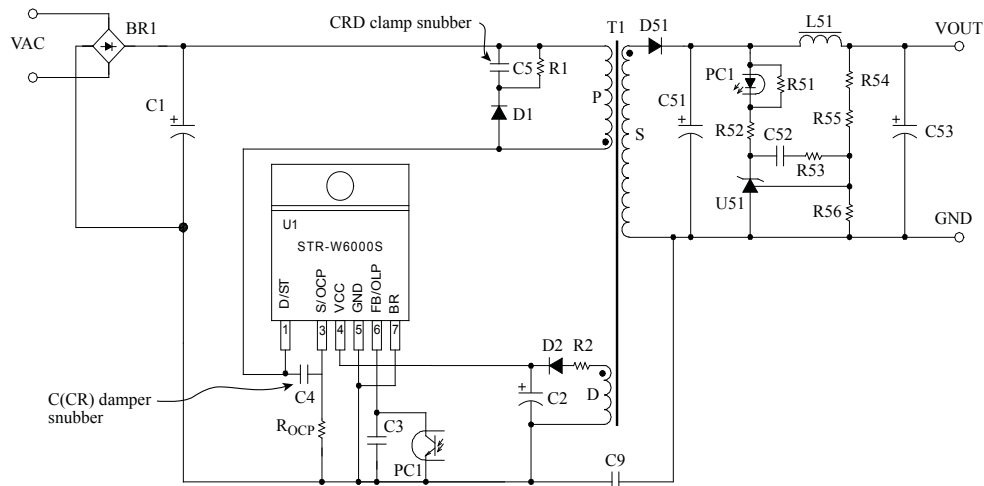 CRD clamp snubber
T1
D51
L51
VOUT
VAC
BR1
C5
R1
P
S
PC1
R51
R54
C1
+
D1
C51
+
R52
C52
R55
R53
C53
+
U51
R56
GND
U1
STR-W6000S
D/ST
S/OCP
VCC
GND
FB/OLP
BR
1
3
4
5
6
7
D2
R2
D
C4
C(CR) damper
snubber
C2
+
ROCP
C3
PC1
C9